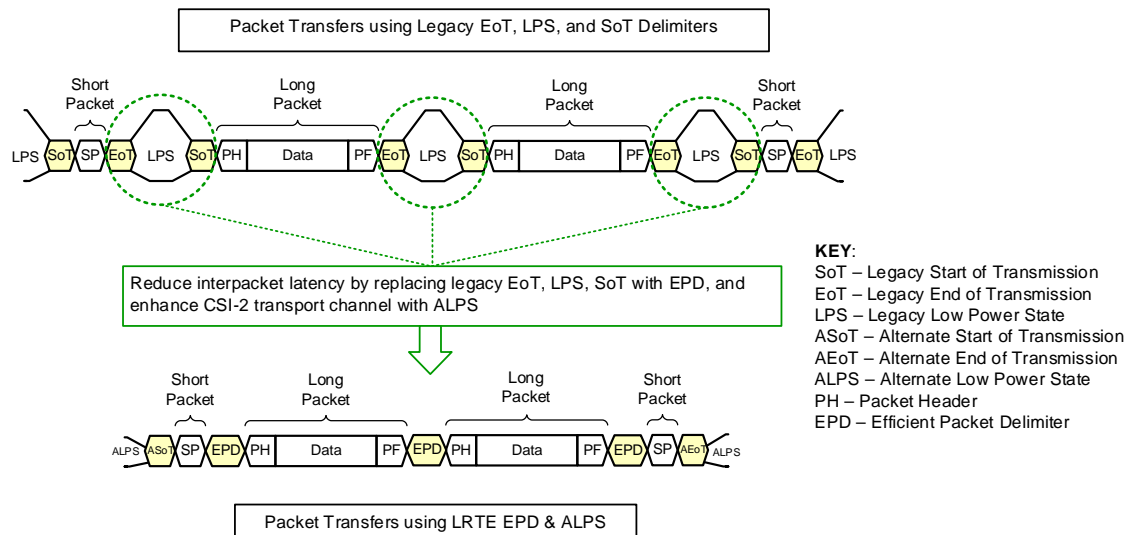 Packet Transfers using Legacy EoT, LPS, and SoT Delimiters
Short
Packet
Long
Packet
Long
Packet
Short
Packet
LPS SoT SP EoT LPS SoT PH Data PF EoT LPS SoT PH Data PF EoT LPS SoT SP EoT LPS
Reduce interpacket latency by replacing legacy EoT, LPS, SoT with EPD, and
enhance CSI-2 transport channel with ALPS
KEY:
SoT – Legacy Start of Transmission
EoT – Legacy End of Transmission
LPS – Legacy Low Power State
ASoT – Alternate Start of Transmission
AEoT – Alternate End of Transmission
ALPS – Alternate Low Power State
PH – Packet Header
EPD – Efficient Packet Delimiter
Short
Packet
Long
Packet
Long
Packet
Short
Packet
ALPS ASoT SP EPD PH Data PF EPD PH Data PF EPD SP AEoT ALPS
Packet Transfers using LRTE EPD & ALPS